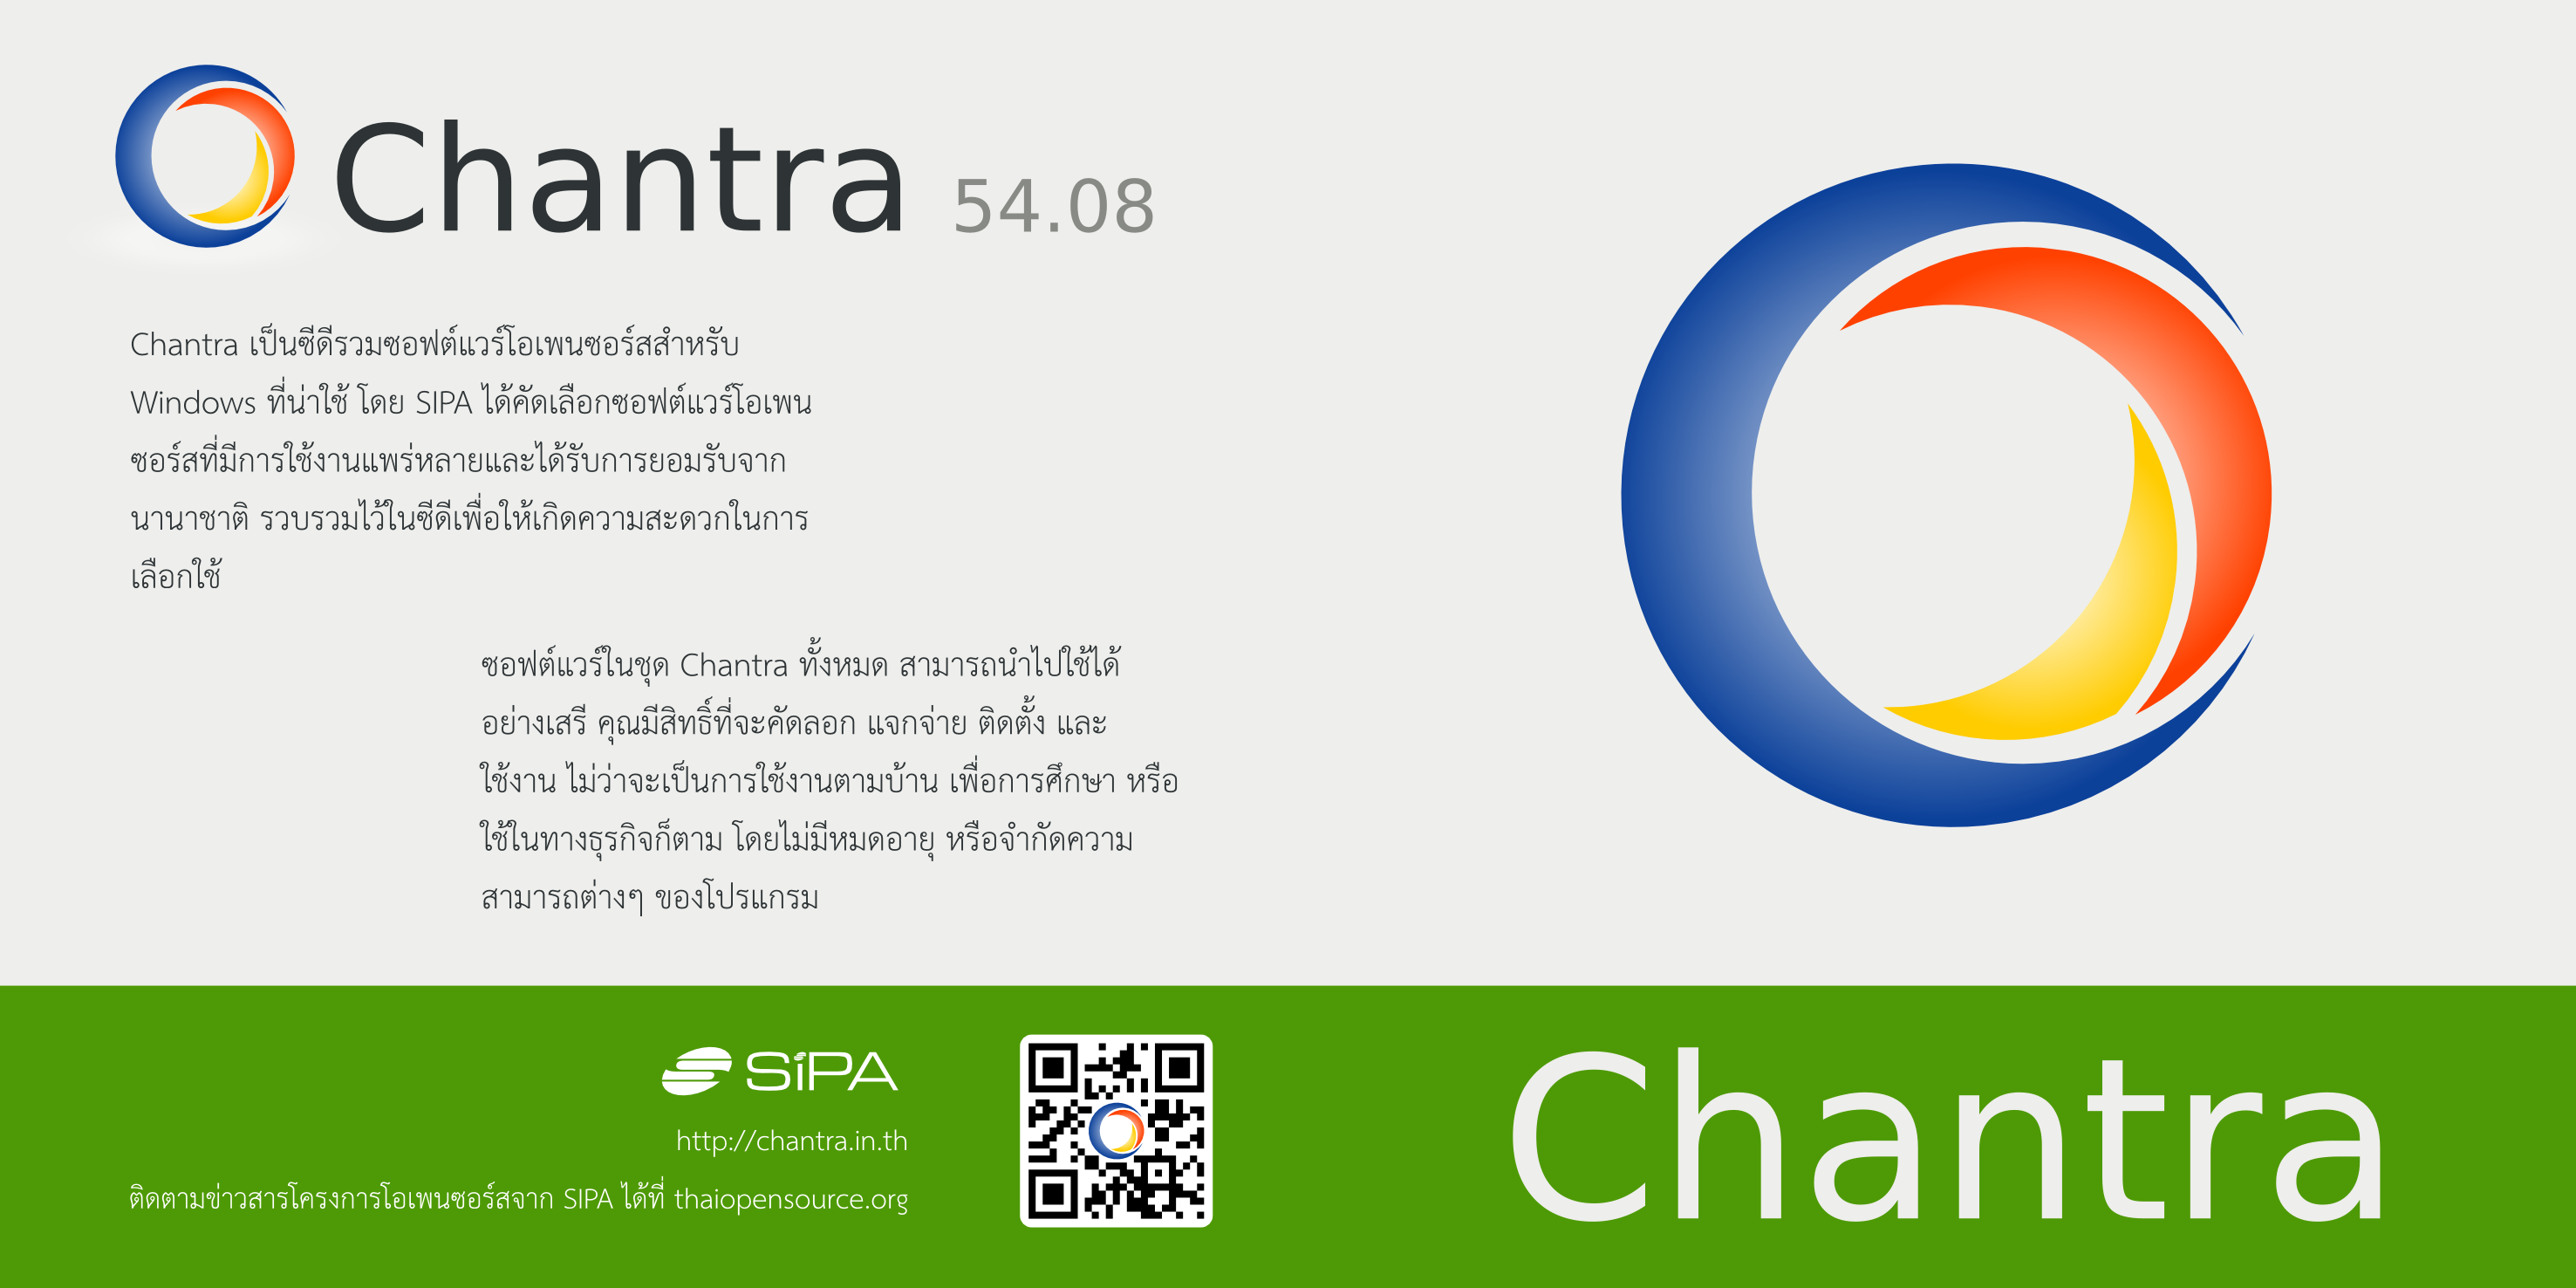 Chantra 54.08
Chantra เป็นซีดีรวมซอฟต์แวร์โอเพนซอร์สสำหรับ
Windows ที่น่าใช้ โดย SIPA ได้คัดเลือกซอฟต์แวร์โอเพน
ซอร์สที่มีการใช้งานแพร่หลายและได้รับการยอมรับจาก
นานาชาติ รวบรวมไว้ในซีดีเพื่อให้เกิดความสะดวกในการ
เลือกใช้
ซอฟต์แวร์ในชุด Chantra ทั้งหมด สามารถนำไปใช้ได้
อย่างเสรี คุณมีสิทธิ์ที่จะคัดลอก แจกจ่าย ติดตั้ง และ
ใช้งาน ไม่ว่าจะเป็นการใช้งานตามบ้าน เพื่อการศึกษา หรือ
ใช้ในทางธุรกิจก็ตาม โดยไม่มีหมดอายุ หรือจำกัดความ
สามารถต่างๆ ของโปรแกรม
SiPA
http://chantra.in.th
ติดตามข่าวสารโครงการโอเพนซอร์สจาก SIPA ได้ที่ thaiopensource.org
Chantra